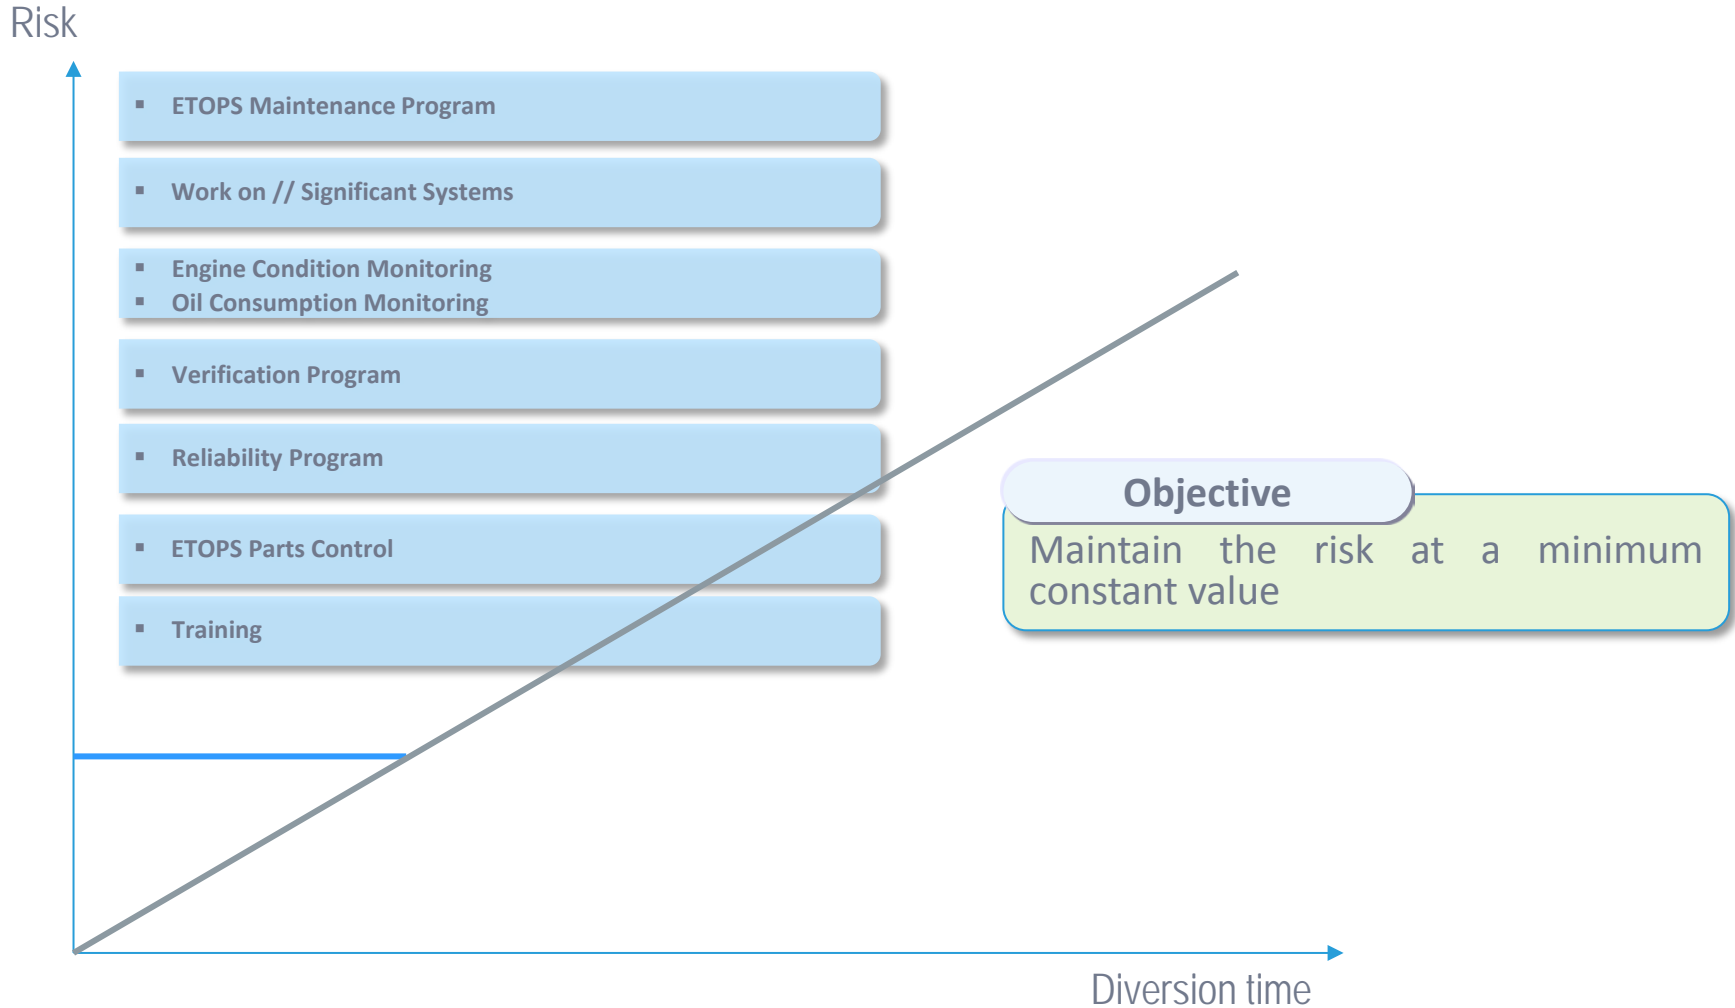 Risk
▪ ETOPS Maintenance Program
▪ Work on // Significant Systems
▪ Engine Condition Monitoring
▪ Oil Consumption Monitoring
▪ Verification Program
▪ Reliability Program
▪ ETOPS Parts Control
▪ Training
Objective
Maintain the risk at a minimum
constant value
Diversion time